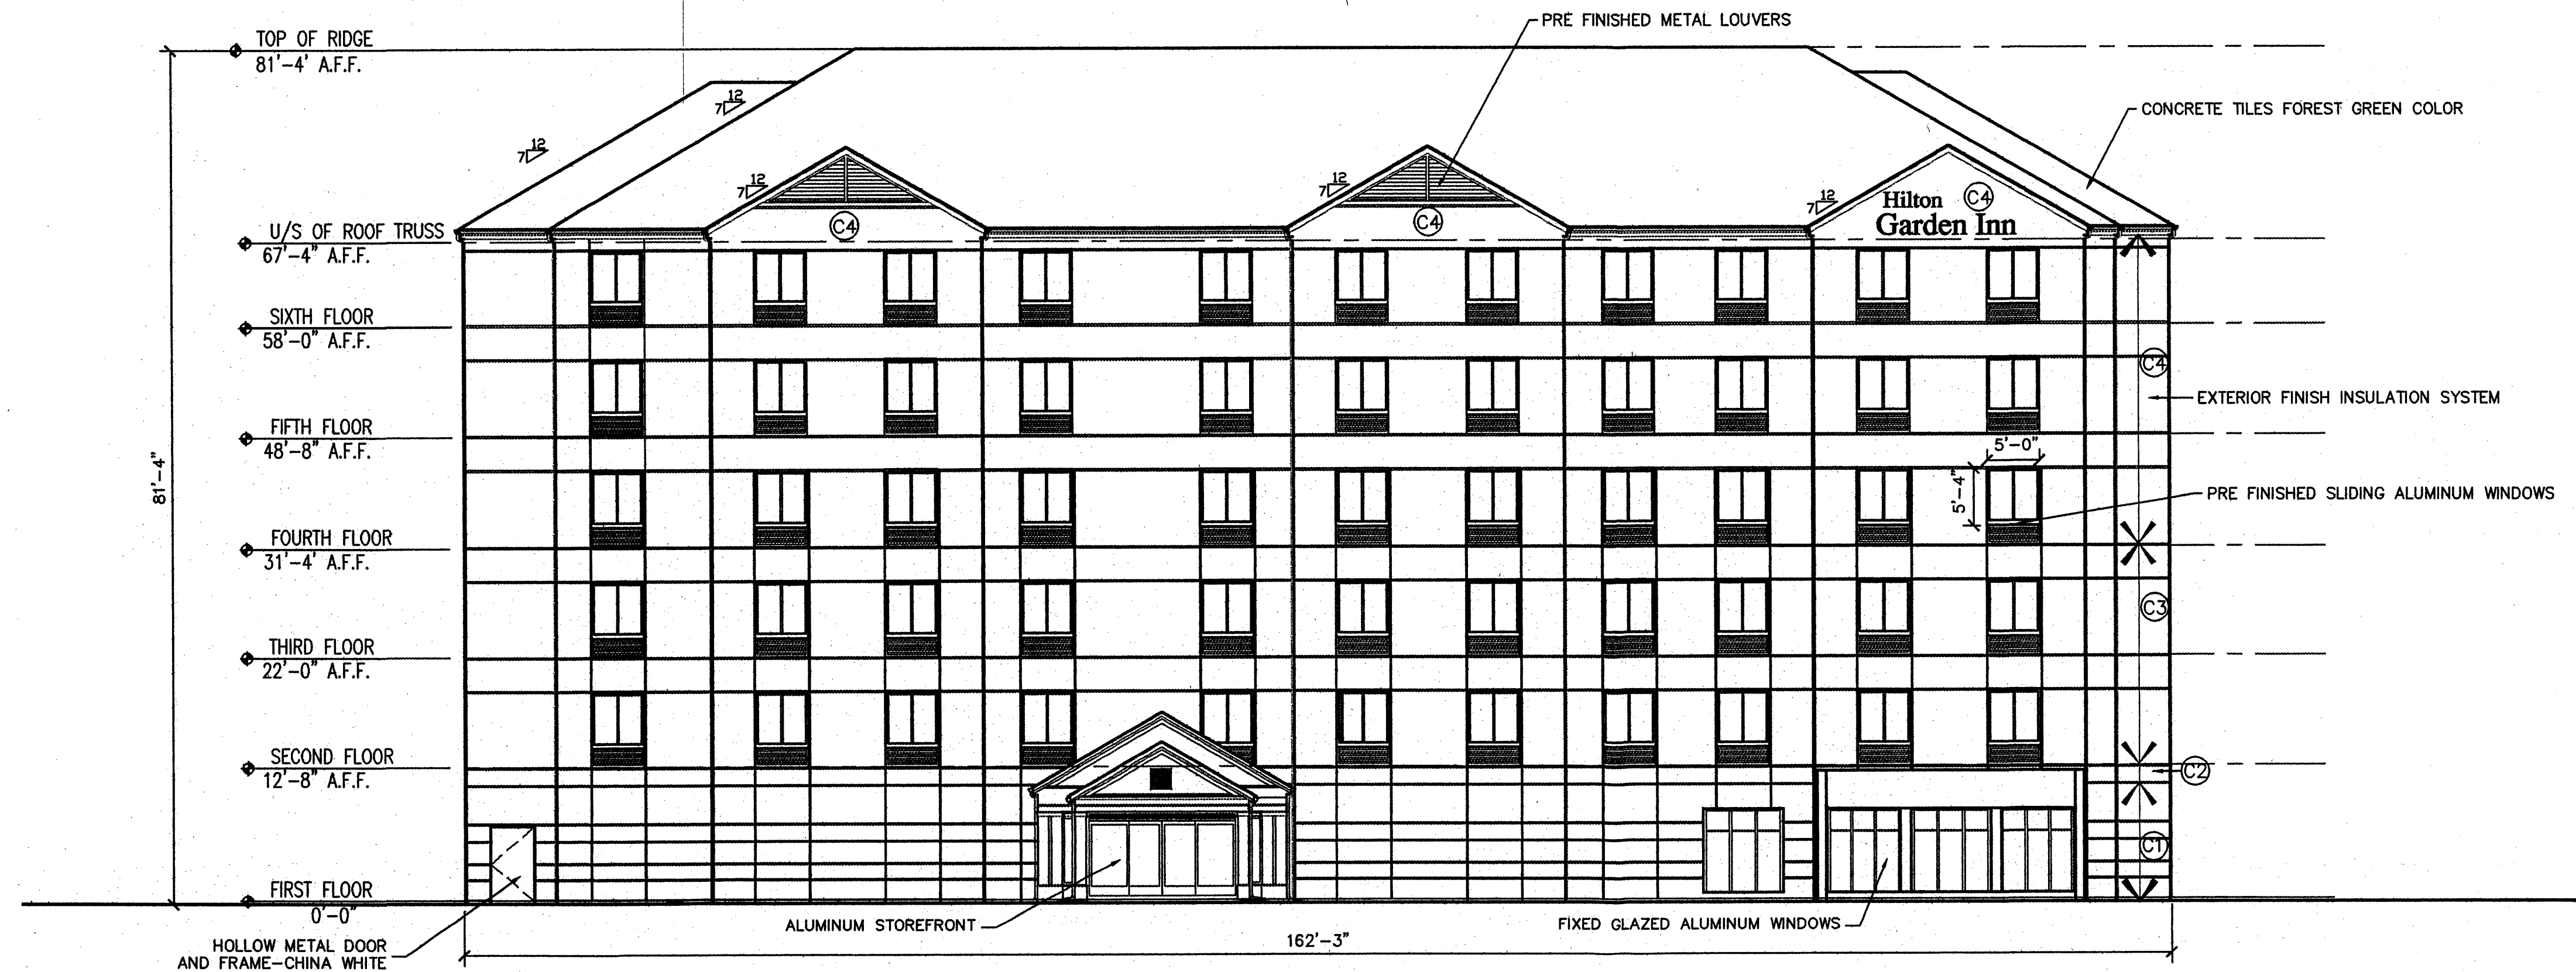 PRE FINISHED METAL LOUVERS
TOP OF RIDGE
81'-4' A.F.F.
12
7
CONCRETE TILES FOREST GREEN COLOR
12
7
12
7
12
7
12
7
Hilton
Garden Inn
C4
C4
C4
U/S OF ROOF TRUSS
67'-4" A.F.F.
SIXTH FLOOR
58'-0" A.F.F.
C4
EXTERIOR FINISH INSULATION SYSTEM
FIFTH FLOOR
48'-8" A.F.F.
5'-0"
5'-4"
81'-4"
PRE FINISHED SLIDING ALUMINUM WINDOWS
FOURTH FLOOR
31'-4' A.F.F.
C3
THIRD FLOOR
22'-0" A.F.F.
SECOND FLOOR
12'-8" A.F.F.
C2
C1
FIRST FLOOR
0'-0"
ALUMINUM STOREFRONT
FIXED GLAZED ALUMINUM WINDOWS
HOLLOW METAL DOOR
AND FRAME-CHINA WHITE
162'-3"